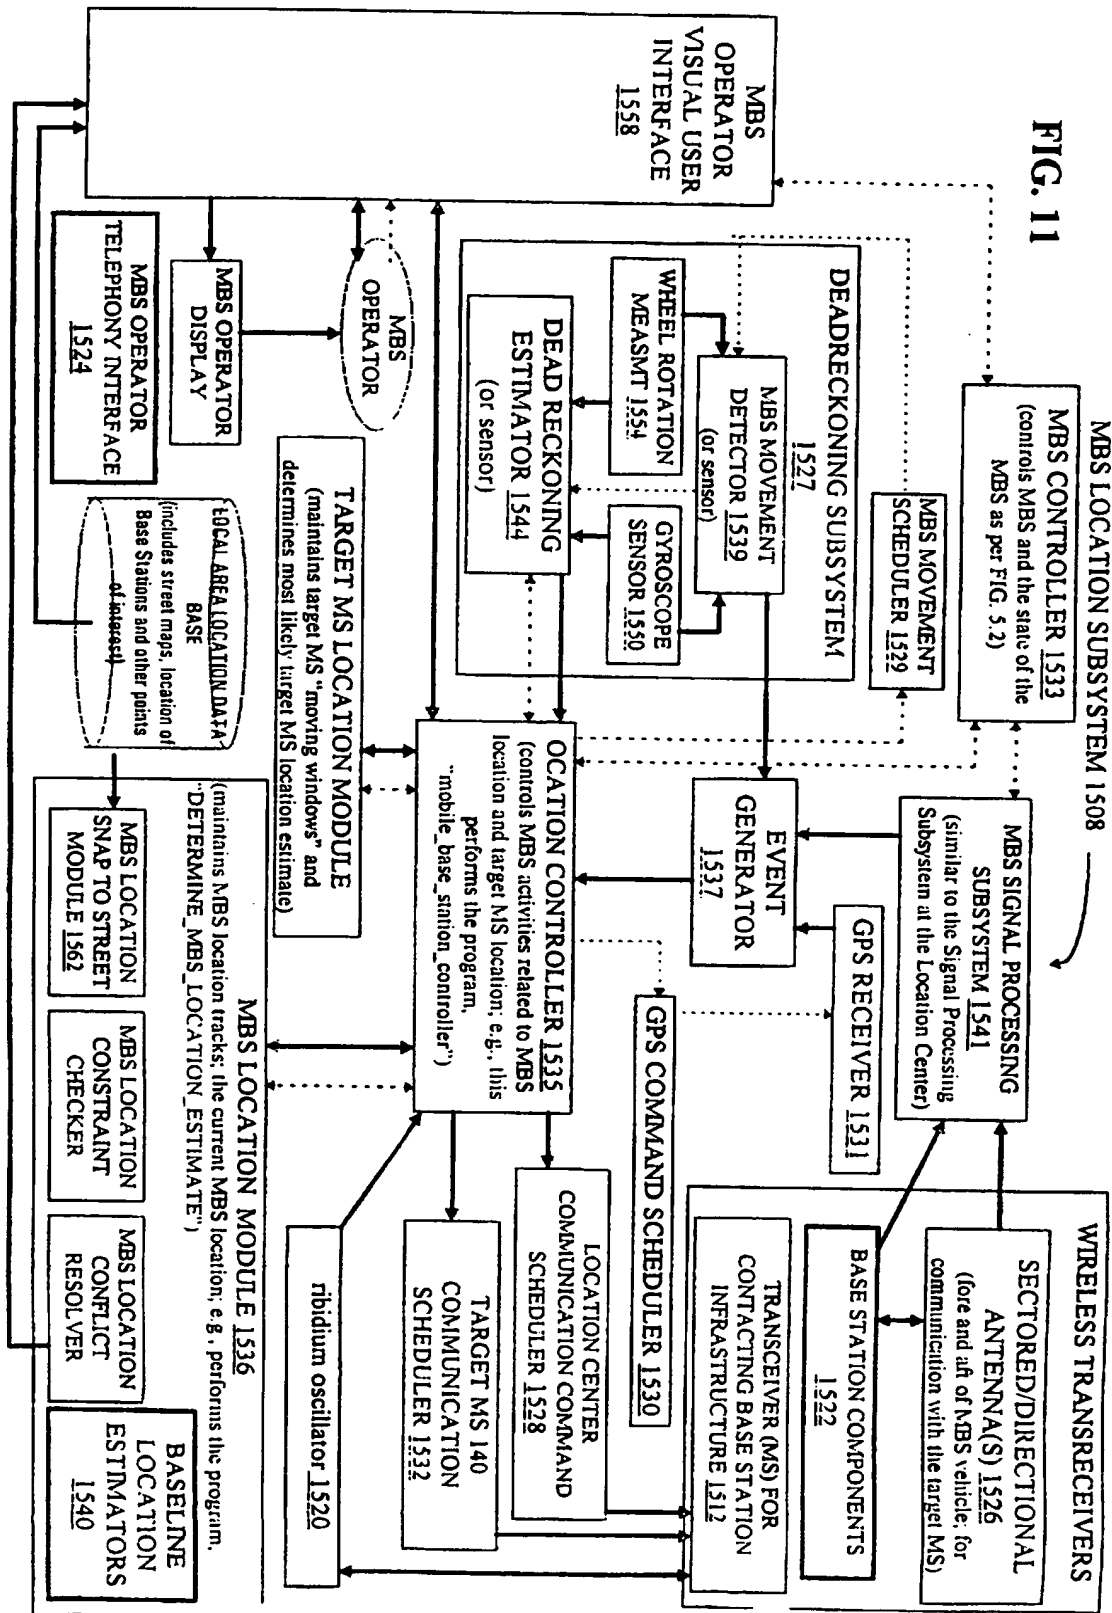 FIG. 11
MBS LOCATION SUBSYSTEM 1508
MBS
OPERATOR
VISUAL USER
INTERFACE
1558
MBS CONTROLLER 1533
(controls MBS and the state of the
MBS as per FIG. 5.2)
MBS SIGNAL PROCESSING
SUBSYSTEM 1541
(similar to the Signal Processing
Subsystem at the Location Center)
WIRELESS TRANSRECEIVERS
SECTORED/DIRECTIONAL
ANTENNA(S) 1526
(fore and aft of MBS vehicle; for
communication with the target MS)
BASE STATION COMPONENTS
1522
TRANSCEIVER (MS) FOR
CONTACTING BASE STATION
INFRASTRUCTURE 1512
MBS MOVEMENT
SCHEDULER 1529
GPS RECEIVER 1531
DEADRECKONING SUBSYSTEM
1527
MBS MOVEMENT
DETECTOR 1539
(or sensor)
WHEEL ROTATION
MEASMT 1554
GYROSCOPE
SENSOR 1550
DEAD RECKONING
ESTIMATOR 1544
(or sensor)
EVENT
GENERATOR
1537
GPS COMMAND SCHEDULER 1530
MBS
OPERATOR
MBS OPERATOR
DISPLAY
MBS OPERATOR
TELEPHONY INTERFACE
1524
OCATION CONTROLLER 1535
(controls MBS activities related to MBS
location and target MS location; e.g., this
performs the program,
"mobile_base_station_controller")
LOCATION CENTER
COMMUNICATION COMMAND
SCHEDULER 1528
TARGET MS 140
COMMUNICATION
SCHEDULER 1532
ribidium oscillator 1520
TARGET MS LOCATION MODULE
(maintains target MS "moving windows" and
determines most likely target MS location estimate)
LOCAL AREA LOCATION DATA
BASE
(includes street maps, location of
Base Stations and other points
of interest)
MBS LOCATION MODULE 1536
(maintains MBS location tracks; the current MBS location; e.g., performs the program,
"DETERMINE_MBS_LOCATION_ESTIMATE")
MBS LOCATION
SNAP TO STREET
MODULE 1562
MBS LOCATION
CONSTRAINT
CHECKER
MBS LOCATION
CONFLICT
RESOLVER
BASELINE
LOCATION
ESTIMATORS
1540